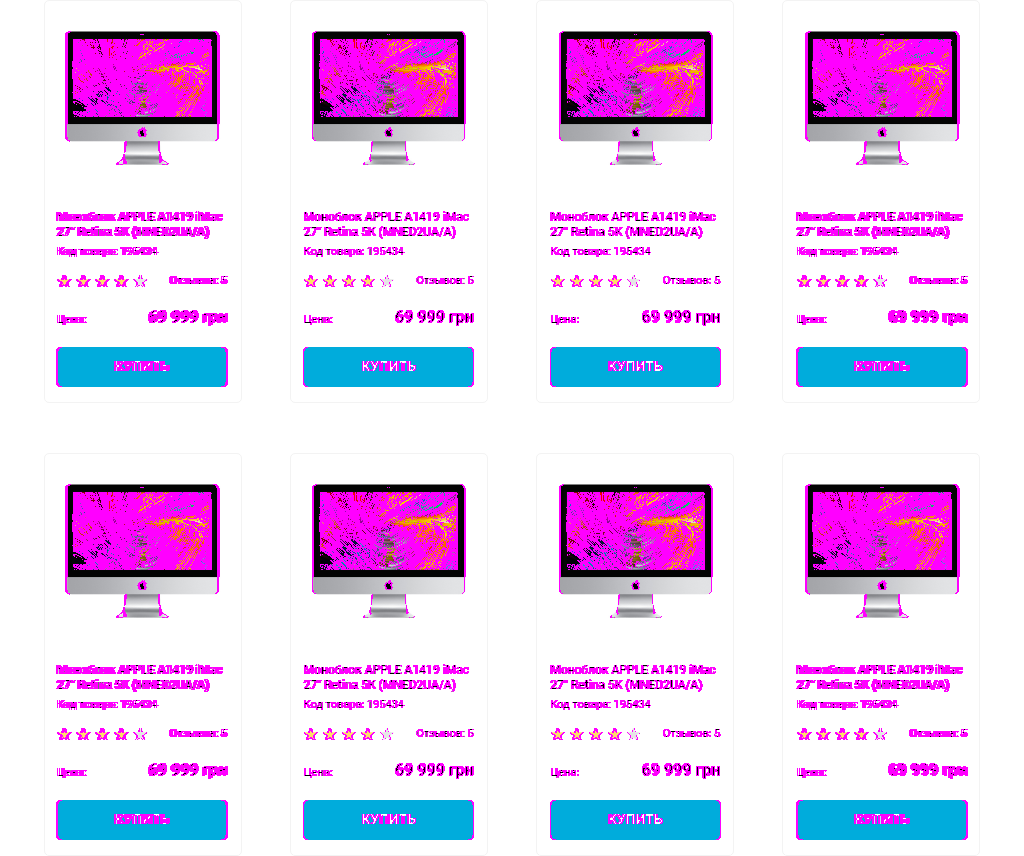 Моноблок APPLE A1419 iMac
27" Retina 5K (MNED2UA/A)
Код товара: 195434
Отзывов: 5
Цена: 69 999 грн
КУПИТЬ
Моноблок APPLE A1419 iMac
27" Retina 5K (MNED2UA/A)
Код товара: 195434
Отзывов: 5
Цена: 69 999 грн
КУПИТЬ
Моноблок APPLE A1419 iMac
27" Retina 5K (MNED2UA/A)
Код товара: 195434
Отзывов: 5
Цена: 69 999 грн
КУПИТЬ
Моноблок APPLE A1419 iMac
27" Retina 5K (MNED2UA/A)
Код товара: 195434
Отзывов: 5
Цена: 69 999 грн
КУПИТЬ
Моноблок APPLE A1419 iMac
27" Retina 5K (MNED2UA/A)
Код товара: 195434
Отзывов: 5
Цена: 69 999 грн
КУПИТЬ
Моноблок APPLE A1419 iMac
27" Retina 5K (MNED2UA/A)
Код товара: 195434
Отзывов: 5
Цена: 69 999 грн
КУПИТЬ
Моноблок APPLE A1419 iMac
27" Retina 5K (MNED2UA/A)
Код товара: 195434
Отзывов: 5
Цена: 69 999 грн
КУПИТЬ
Моноблок APPLE A1419 iMac
27" Retina 5K (MNED2UA/A)
Код товара: 195434
Отзывов: 5
Цена: 69 999 грн
КУПИТЬ